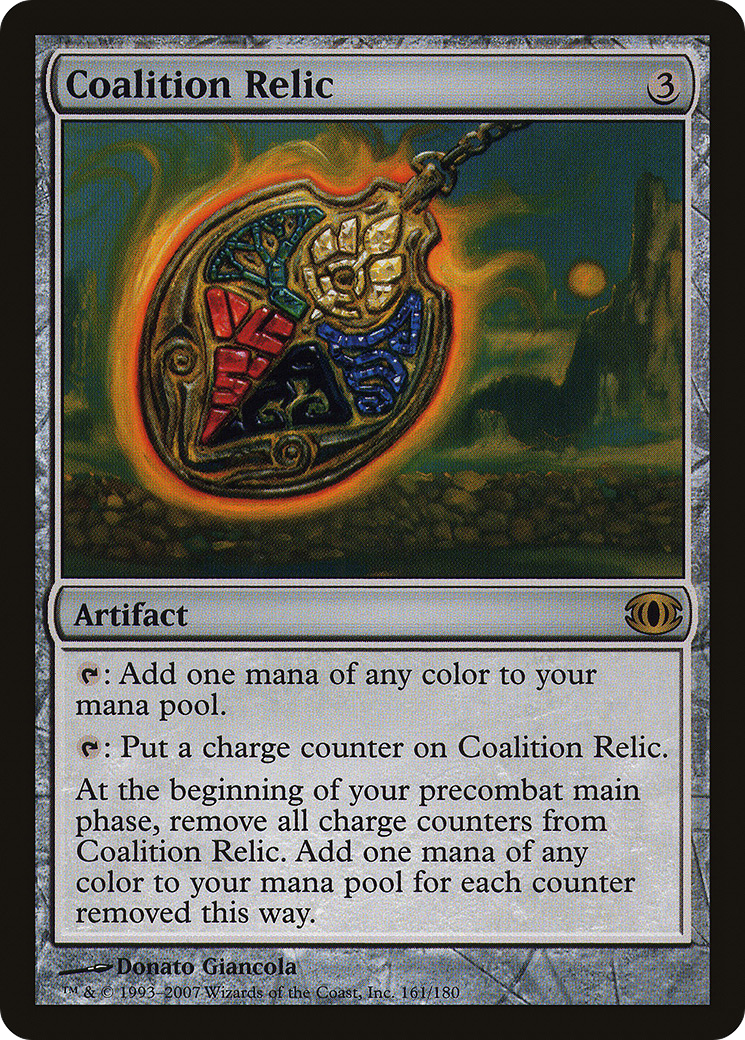 Coalition Relic 3
Artifact
: Add one mana of any color to your
mana pool.
: Put a charge counter on Coalition Relic.
At the beginning of your precombat main
phase, remove all charge counters from
Coalition Relic. Add one mana of any
color to your mana pool for each counter
removed this way.
Donato Giancola
™ & © 1993–2007 Wizards of the Coast, Inc. 161/180